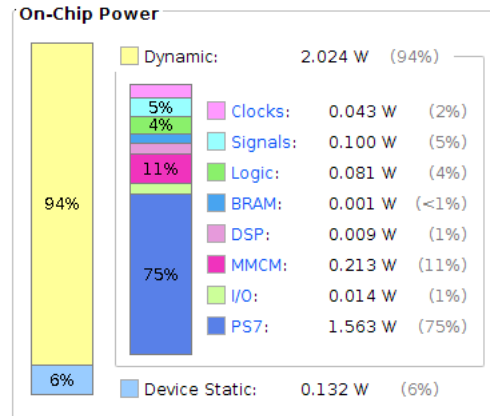 On-Chip Power
94%
6%
Dynamic: 2.024 W (94%)
5%
4%
11%
75%
Clocks: 0.043 W (2%)
Signals: 0.100 W (5%)
Logic: 0.081 W (4%)
BRAM: 0.001 W (<1%)
DSP: 0.009 W (1%)
MMCM: 0.213 W (11%)
I/O: 0.014 W (1%)
PS7: 1.563 W (75%)
Device Static: 0.132 W (6%)